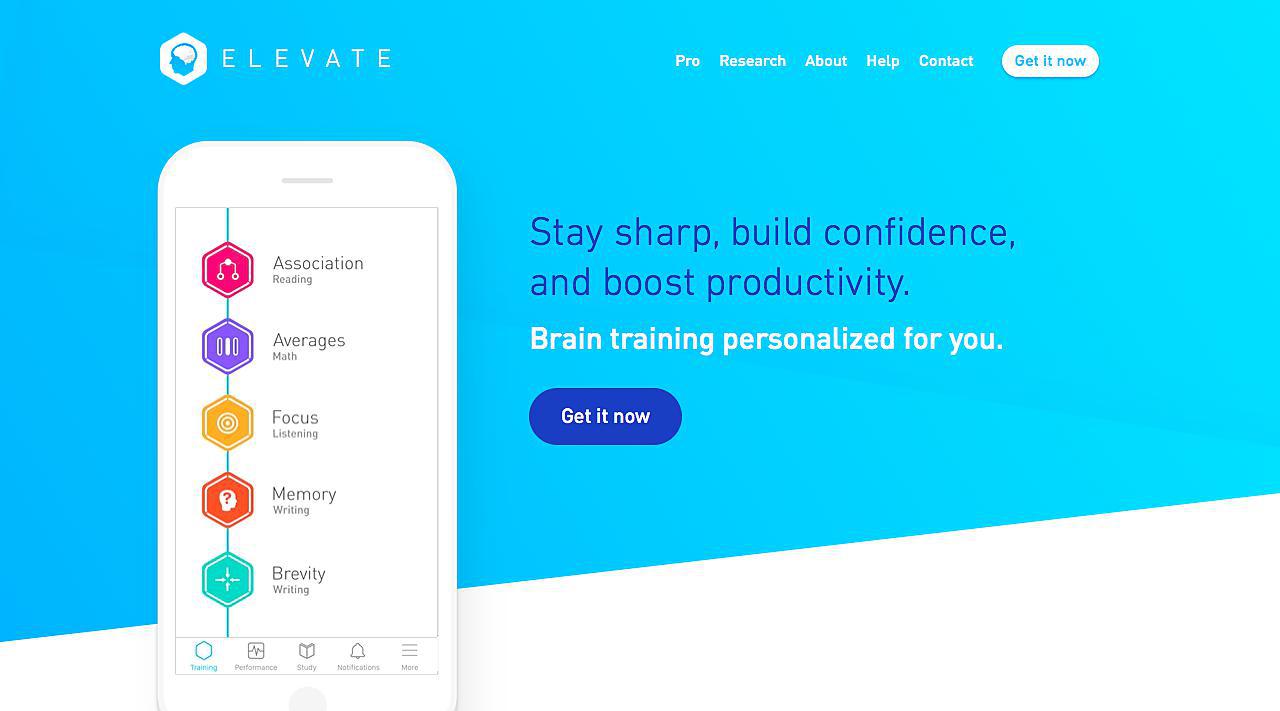 ELEVATE
Pro Research About Help Contact Get it now
Stay sharp, build confidence,
and boost productivity.
Brain training personalized for you.
Get it now
Association
Reading
Averages
Math
Focus
Listening
Memory
Writing
Brevity
Writing
Training Performance Study Notifications More